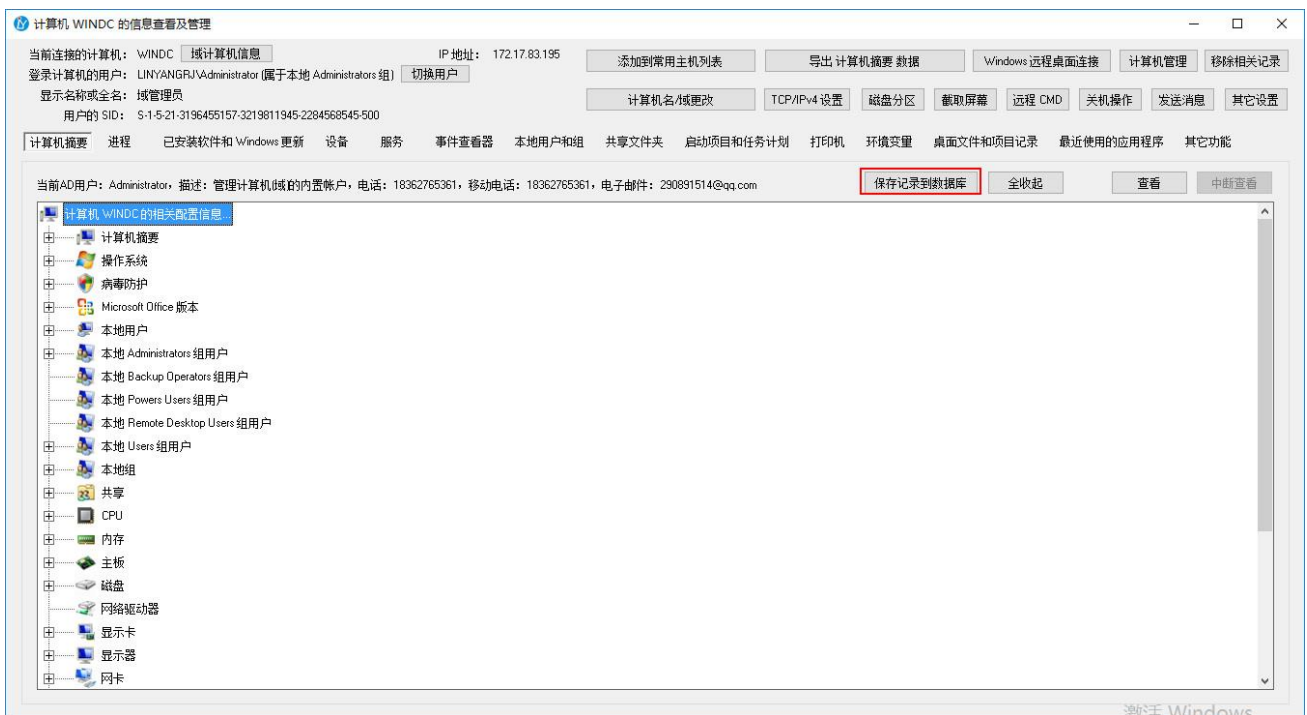 计算机 WINDC 的信息查看及管理
当前连接的计算机: WINDC 域计算机信息 IP 地址: 172.17.83.195 添加到常用主机列表 导出 计算机摘要 数据 Windows 远程桌面连接 计算机管理 移除相关记录
登录计算机的用户: LINYANGRJ\Administrator (属于本地 Administrators 组) 切换用户
显示名称或全名: 域管理员 计算机名/域更改 TCP/IPv4 设置 磁盘分区 截取屏幕 远程 CMD 关机操作 发送消息 其它设置
用户的 SID: S-1-5-21-3196455157-3219811945-2284568545-500
计算机摘要 进程 已安装软件和 Windows 更新 设备 服务 事件查看器 本地用户和组 共享文件夹 启动项目和任务计划 打印机 环境变量 桌面文件和项目记录 最近使用的应用程序 其它功能
当前AD用户: Administrator, 描述: 管理计算机(域)的内置帐户, 电话: 18362765361, 移动电话: 18362765361, 电子邮件: 290891514@qq.com 保存记录到数据库 全收起 查看 中断查看
计算机 WINDC 的相关配置信息...
计算机摘要
操作系统
病毒防护
Microsoft Office 版本
本地用户
本地 Administrators 组用户
本地 Backup Operators 组用户
本地 Powers Users 组用户
本地 Remote Desktop Users 组用户
本地 Users 组用户
本地组
共享
CPU
内存
主板
磁盘
网络驱动器
显示卡
显示器
网卡
激活 Windows